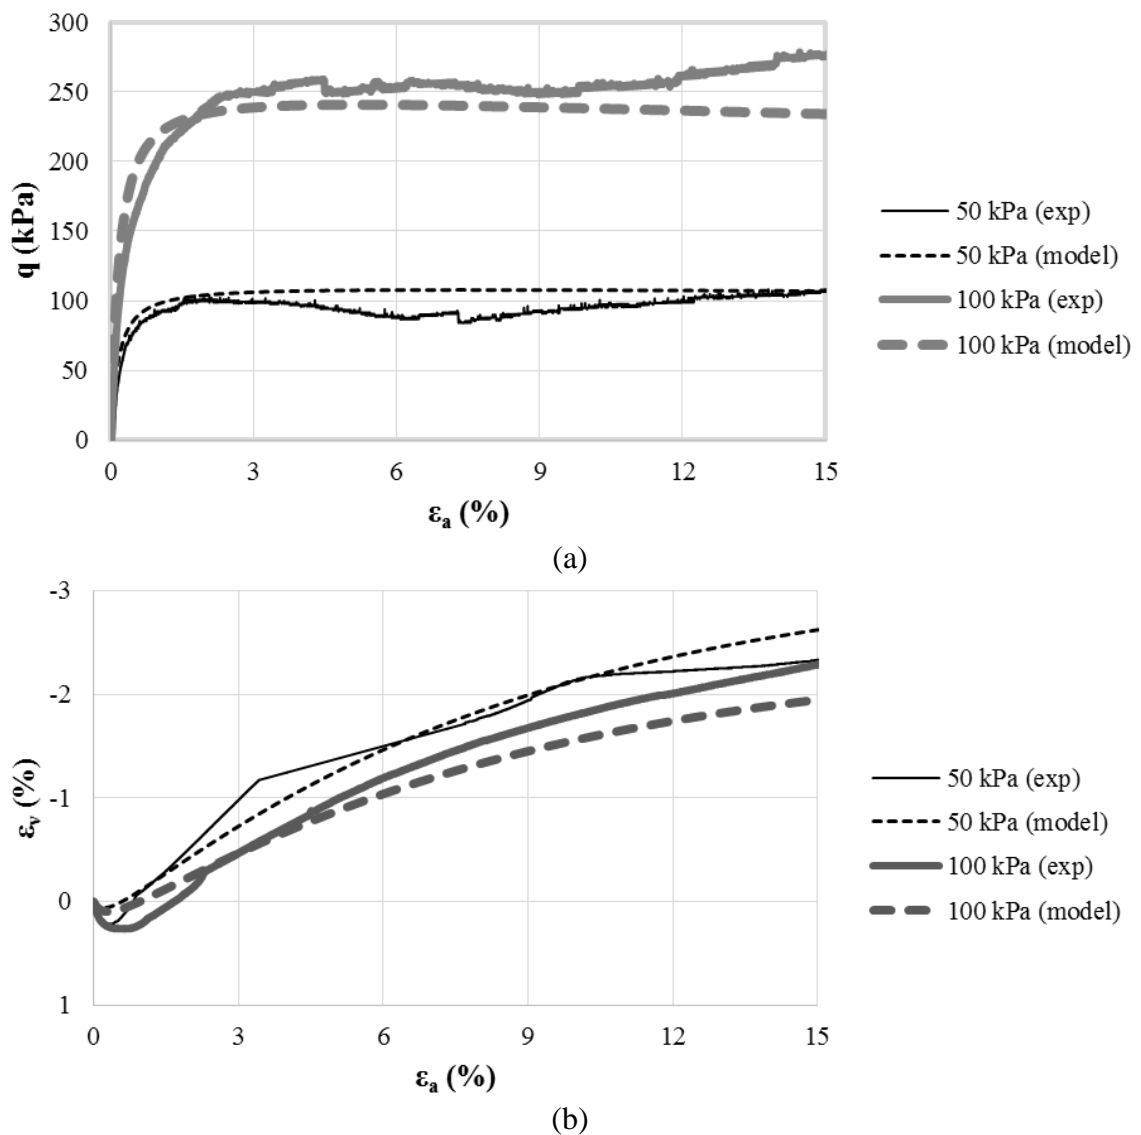 300
250
200
150
100
50
0
q (kPa)
0 3 6 9 12 15
εa (%)
50 kPa (exp)
50 kPa (model)
100 kPa (exp)
100 kPa (model)
(a)
-3
-2
-1
0
1
εv (%)
0 3 6 9 12 15
εa (%)
50 kPa (exp)
50 kPa (model)
100 kPa (exp)
100 kPa (model)
(b)